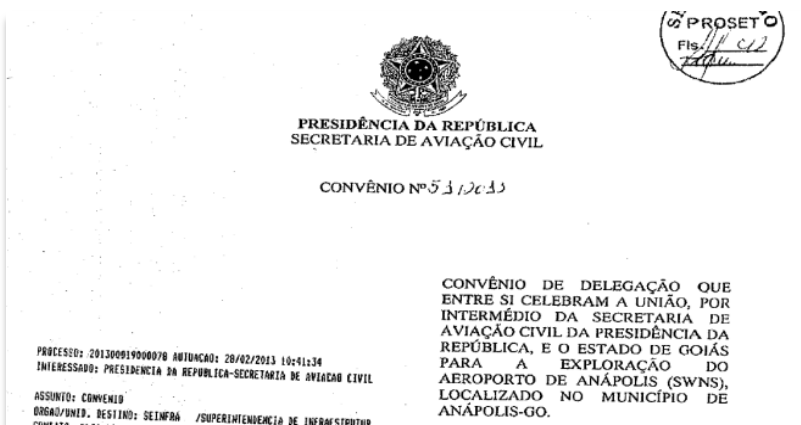 PROSETO
Fls.
PRESIDÊNCIA DA REPÚBLICA
SECRETARIA DE AVIAÇÃO CIVIL
CONVÊNIO Nº
CONVÊNIO DE DELEGAÇÃO QUE
ENTRE SI CELEBRAM A UNIÃO, POR
INTERMÉDIO DA SECRETARIA DE
AVIAÇÃO CIVIL DA PRESIDÊNCIA DA
REPÚBLICA, E O ESTADO DE GOIÁS
PARA A EXPLORAÇÃO DO
AEROPORTO DE ANÁPOLIS (SWNS),
LOCALIZADO NO MUNICÍPIO DE
ANÁPOLIS-GO.
PROCESSO: 201300019000078 AUTUACAO: 28/02/2013 10:41:34
INTERESSADO: PRESIDENCIA DA REPUBLICA-SECRETARIA DE AVIACAO CIVIL
ASSUNTO: CONVENIO
ORGAO/UNID. DESTINO: SEINFRA /SUPERINTENDENCIA DE INFRAESTRUTUR